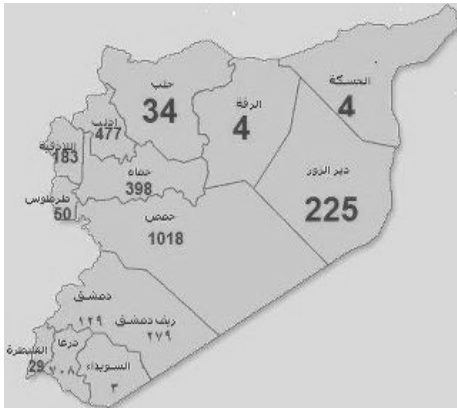 الحسكة
4
حلب
34
الرقة
4
ادلب
477
اللاذقية
183
حماه
398
دير الزور
225
طرطوس
50
حمص
1018
دمشق
١٢٩
ريف دمشق
٢٧٩
القنيطرة
29
درعا
٧٠٨
السويداء
٣